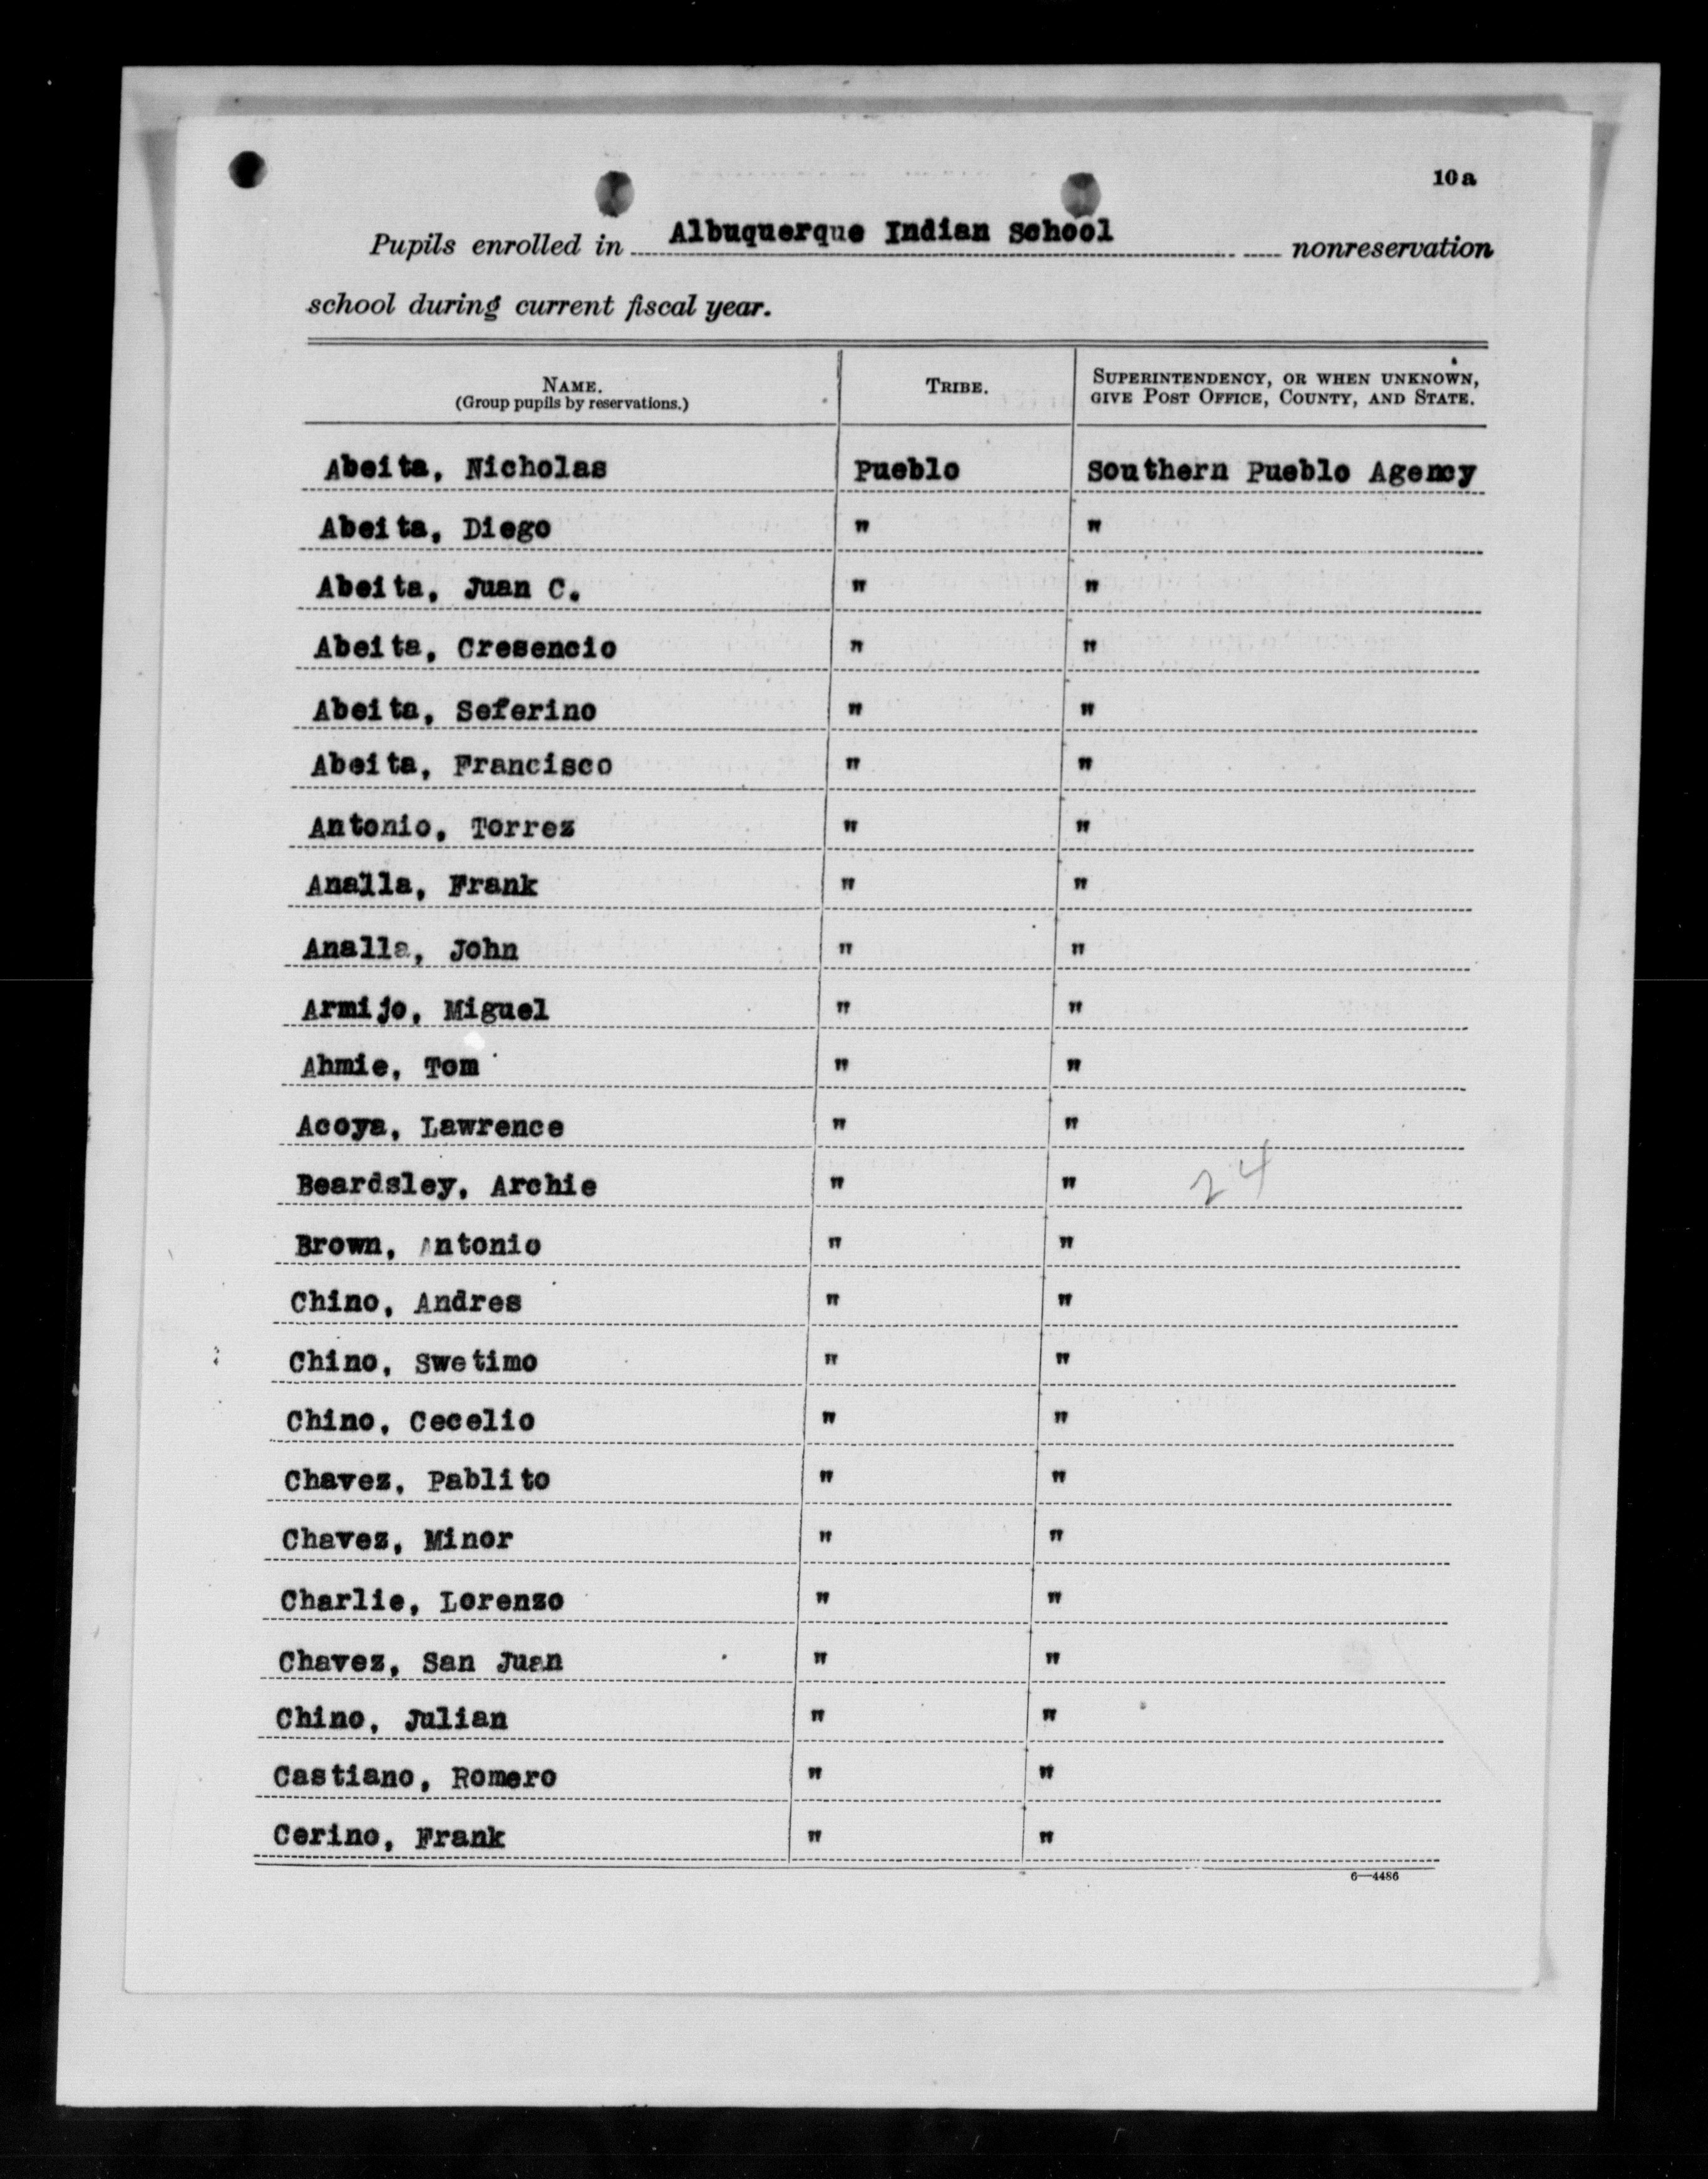 10a
Pupils enrolled in Albuquerque Indian School nonreservation
school during current fiscal year.
NAME. TRIBE. SUPERINTENDENCY, OR WHEN UNKNOWN,
(Group pupils by reservations.) GIVE POST OFFICE, COUNTY, AND STATE.
Abeita, Nicholas Pueblo Southern Pueblo Agency
Abeita, Diego " "
Abeita, Juan C. " "
Abeita, Cresencio " "
Abeita, Seferino " "
Abeita, Francisco " "
Antonio, Torrez " "
Analla, Frank " "
Analla, John " "
Armijo, Miguel " "
Ahmie, Tom " "
Acoya, Lawrence " "
Beardsley, Archie " " 24
Brown, Antonio " "
Chino, Andres " "
Chino, Swetimo " "
Chino, Cecelio " "
Chavez, Pablito " "
Chavez, Minor " "
Charlie, Lorenzo " "
Chavez, San Juan " "
Chino, Julian " "
Castiano, Romero " "
Cerino, Frank " "
6—4486